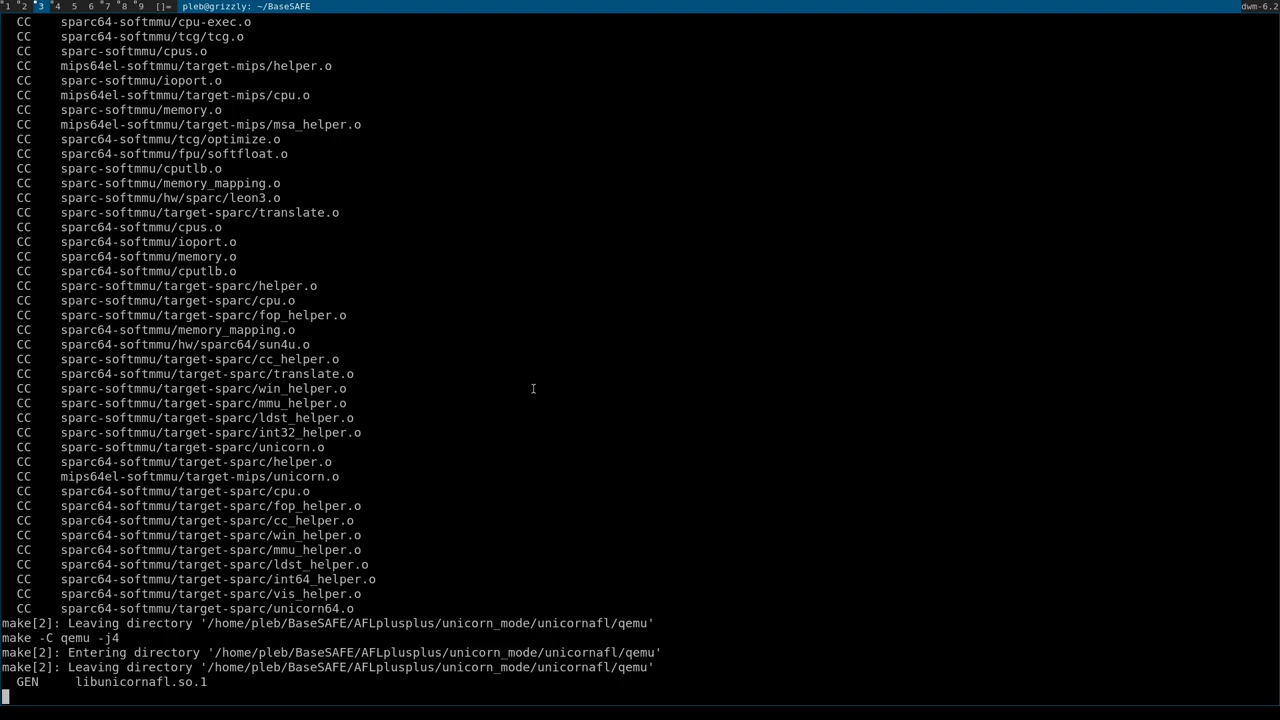 1 2 3 4 5 6 7 8 9 []= pleb@grizzly: ~/BaseSAFE dwm-6.2
CC sparc64-softmmu/cpu-exec.o
CC sparc64-softmmu/tcg/tcg.o
CC sparc-softmmu/cpus.o
CC mips64el-softmmu/target-mips/helper.o
CC sparc-softmmu/ioport.o
CC mips64el-softmmu/target-mips/cpu.o
CC sparc-softmmu/memory.o
CC mips64el-softmmu/target-mips/msa_helper.o
CC sparc64-softmmu/tcg/optimize.o
CC sparc64-softmmu/fpu/softfloat.o
CC sparc-softmmu/cputlb.o
CC sparc-softmmu/memory_mapping.o
CC sparc-softmmu/hw/sparc/leon3.o
CC sparc-softmmu/target-sparc/translate.o
CC sparc64-softmmu/cpus.o
CC sparc64-softmmu/ioport.o
CC sparc64-softmmu/memory.o
CC sparc64-softmmu/cputlb.o
CC sparc-softmmu/target-sparc/helper.o
CC sparc-softmmu/target-sparc/cpu.o
CC sparc-softmmu/target-sparc/fop_helper.o
CC sparc64-softmmu/memory_mapping.o
CC sparc64-softmmu/hw/sparc64/sun4u.o
CC sparc-softmmu/target-sparc/cc_helper.o
CC sparc64-softmmu/target-sparc/translate.o
CC sparc-softmmu/target-sparc/win_helper.o
CC sparc-softmmu/target-sparc/mmu_helper.o
CC sparc-softmmu/target-sparc/ldst_helper.o
CC sparc-softmmu/target-sparc/int32_helper.o
CC sparc-softmmu/target-sparc/unicorn.o
CC sparc64-softmmu/target-sparc/helper.o
CC mips64el-softmmu/target-mips/unicorn.o
CC sparc64-softmmu/target-sparc/cpu.o
CC sparc64-softmmu/target-sparc/fop_helper.o
CC sparc64-softmmu/target-sparc/cc_helper.o
CC sparc64-softmmu/target-sparc/win_helper.o
CC sparc64-softmmu/target-sparc/mmu_helper.o
CC sparc64-softmmu/target-sparc/ldst_helper.o
CC sparc64-softmmu/target-sparc/int64_helper.o
CC sparc64-softmmu/target-sparc/vis_helper.o
CC sparc64-softmmu/target-sparc/unicorn64.o
make[2]: Leaving directory '/home/pleb/BaseSAFE/AFLplusplus/unicorn_mode/unicornafl/qemu'
make -C qemu -j4
make[2]: Entering directory '/home/pleb/BaseSAFE/AFLplusplus/unicorn_mode/unicornafl/qemu'
make[2]: Leaving directory '/home/pleb/BaseSAFE/AFLplusplus/unicorn_mode/unicornafl/qemu'
GEN libunicornafl.so.1